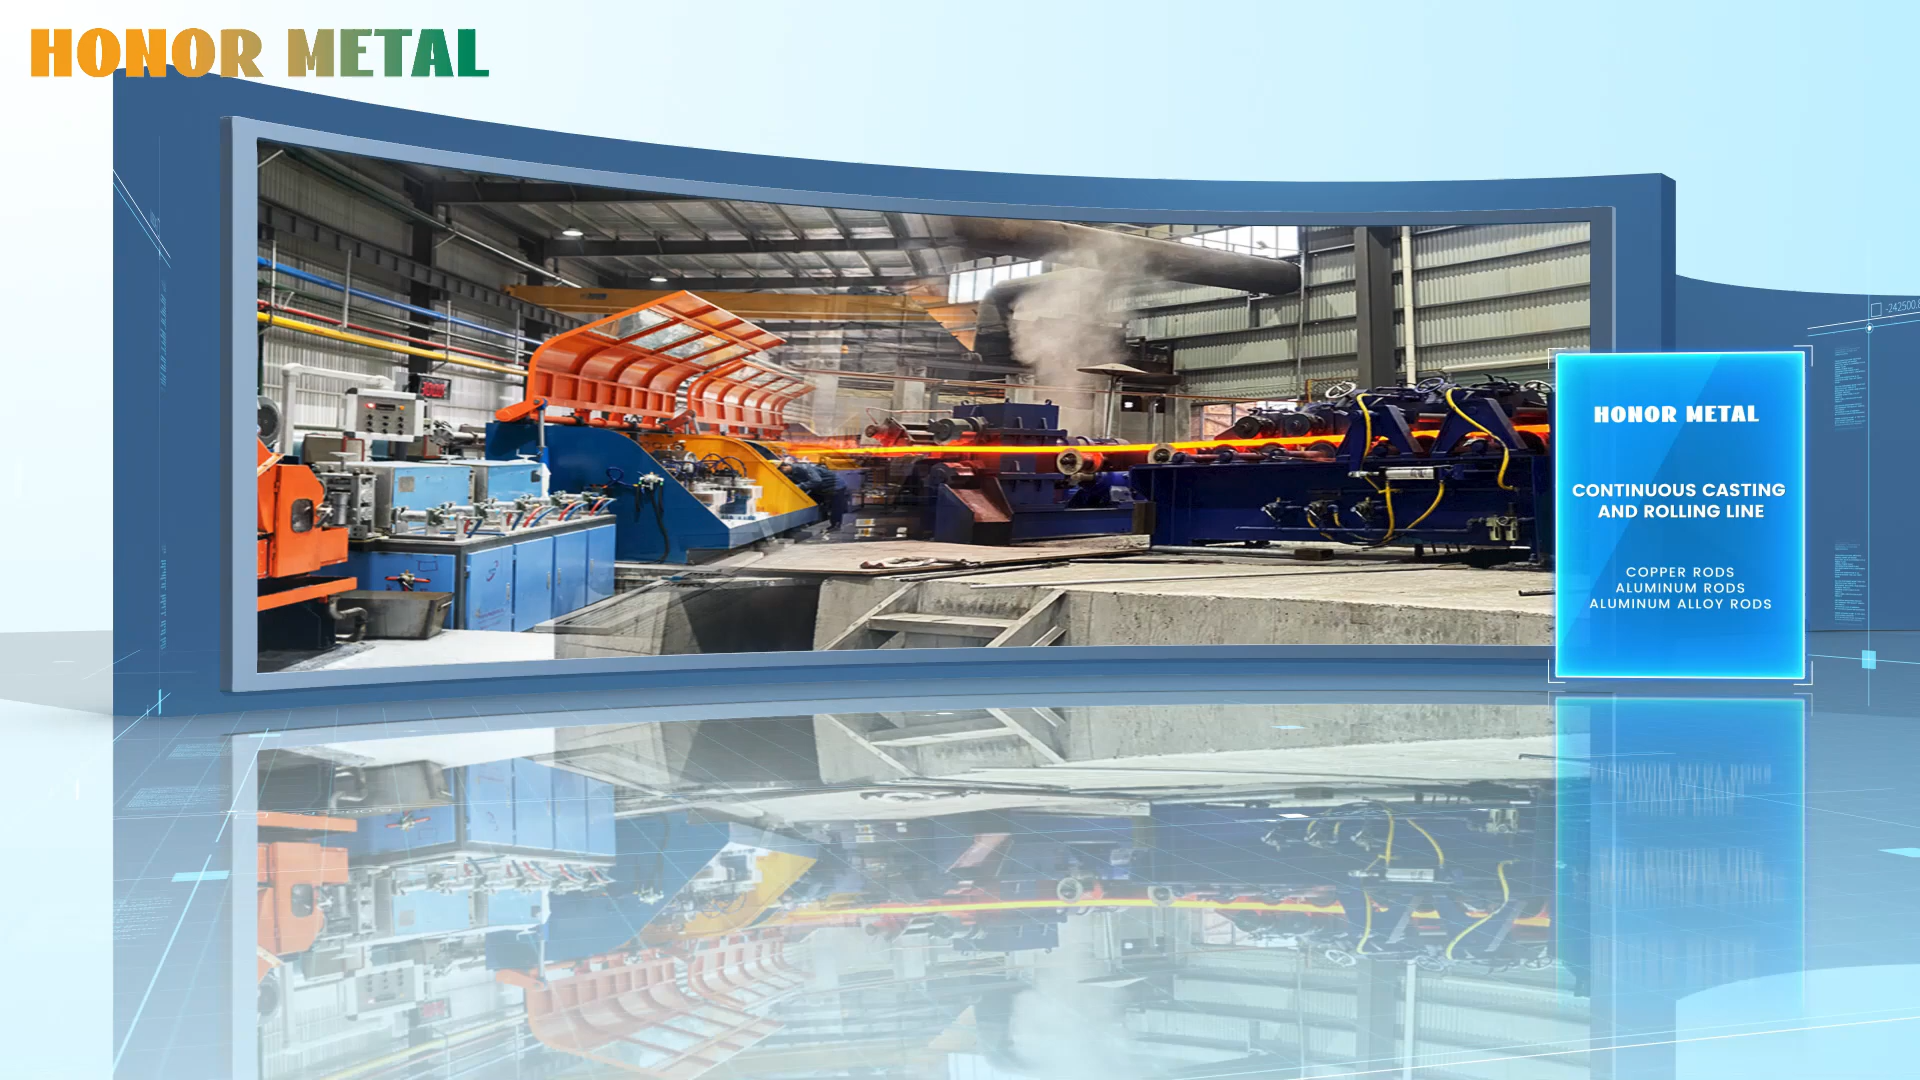 HONOR METAL
HONOR METAL
CONTINUOUS CASTING
AND ROLLING LINE
COPPER RODS
ALUMINUM RODS
ALUMINUM ALLOY RODS